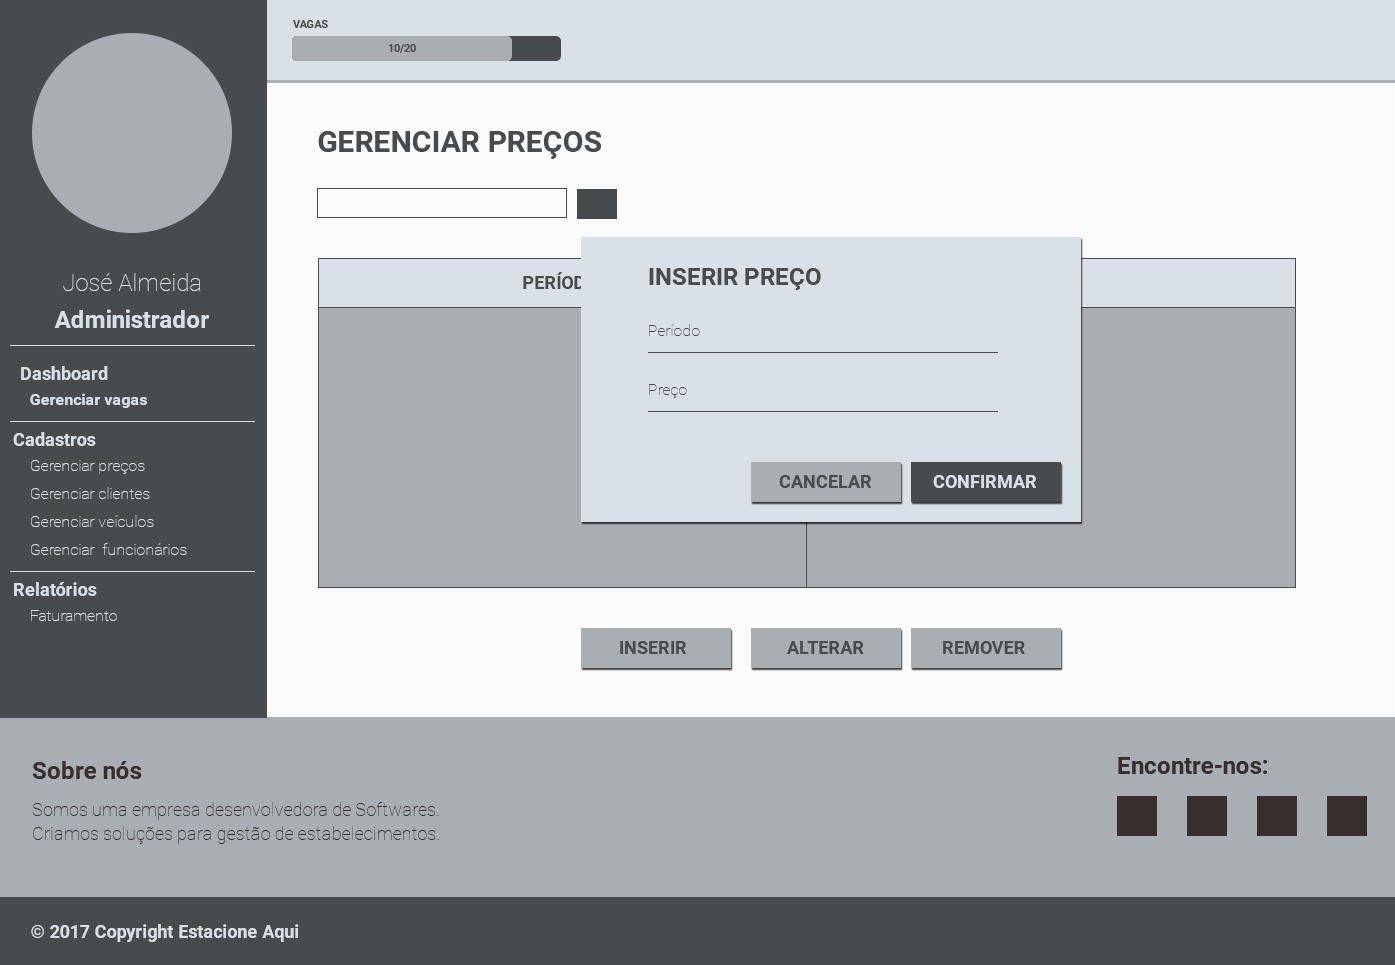 VAGAS
10/20
José Almeida
Administrador
Dashboard
Gerenciar vagas
Cadastros
Gerenciar preços
Gerenciar clientes
Gerenciar veículos
Gerenciar funcionários
Relatórios
Faturamento
GERENCIAR PREÇOS
PERÍOD
INSERIR PREÇO
Período
Preço
CANCELAR
CONFIRMAR
INSERIR
ALTERAR
REMOVER
Sobre nós
Somos uma empresa desenvolvedora de Softwares.
Criamos soluções para gestão de estabelecimentos.
Encontre-nos:
© 2017 Copyright Estacione Aqui